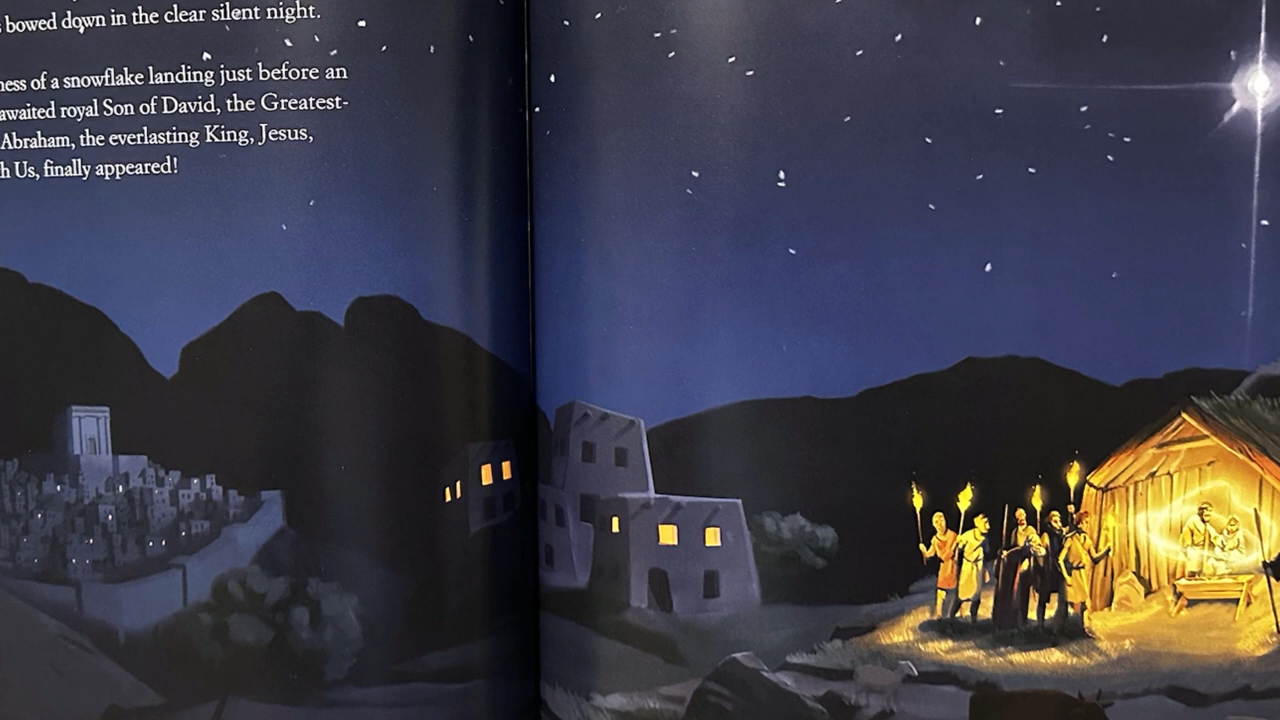 bowed down in the clear silent night.
of a snowflake landing just before an
awaited royal Son of David, the Greatest-
Abraham, the everlasting King, Jesus,
Us, finally appeared!